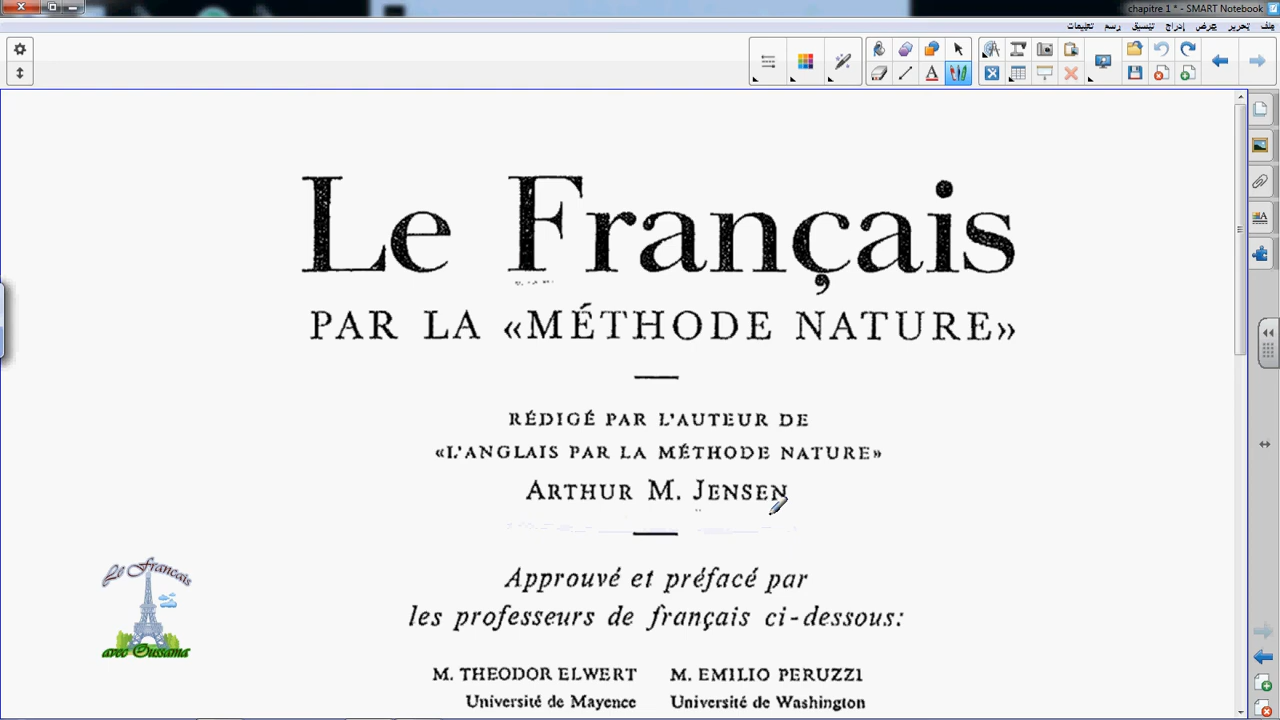 chapitre 1 * - SMART Notebook
ملف تحرير عرض إدراج تنسيق رسم تعليمات
Le Français
PAR LA «MÉTHODE NATURE»
RÉDIGÉ PAR L'AUTEUR DE
«L'ANGLAIS PAR LA MÉTHODE NATURE»
ARTHUR M. JENSEN
Approuvé et préfacé par
les professeurs de français ci-dessous:
M. THEODOR ELWERT M. EMILIO PERUZZI
Université de Mayence Université de Washington
Le Français
avec Oussama